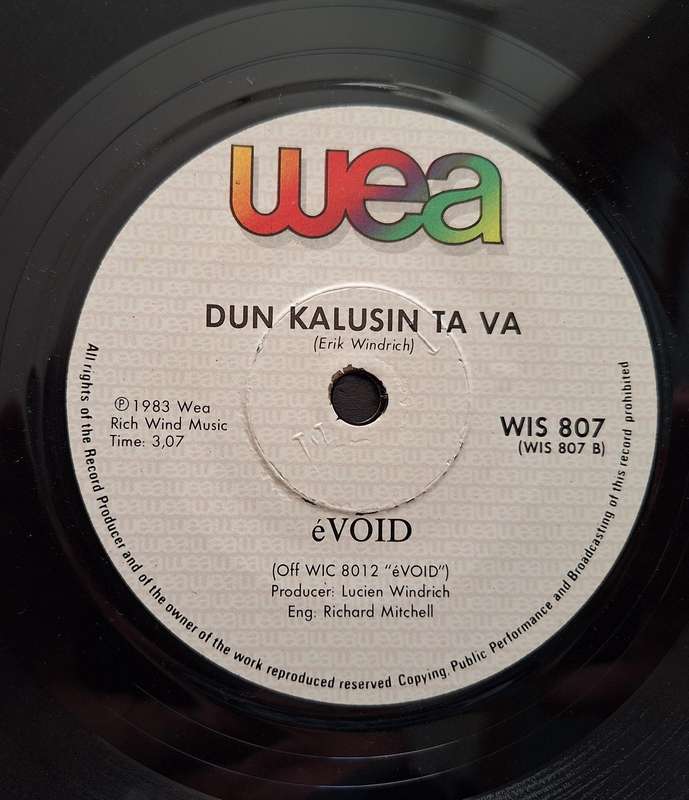 wea
DUN KALUSIN TA VA
(Erik Windrich)
℗ 1983 Wea
Rich Wind Music
Time: 3,07
WIS 807
(WIS 807 B)
éVOID
(Off WIC 8012 "éVOID")
Producer: Lucien Windrich
Eng: Richard Mitchell
All rights of the Record Producer and of the owner of the work reproduced reserved Copying, Public Performance and Broadcasting of this record prohibited